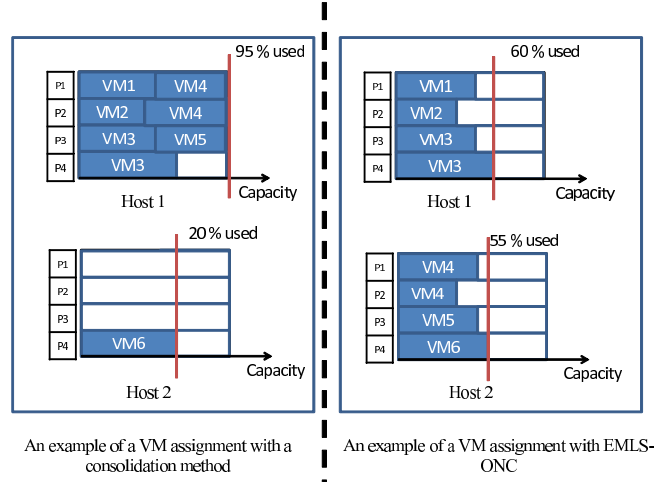 95 % used
P1 VM1 VM4
P2 VM2 VM4
P3 VM3 VM5
P4 VM3
Capacity
Host 1
20 % used
P1
P2
P3
P4 VM6
Capacity
Host 2
An example of a VM assignment with a
consolidation method
60 % used
P1 VM1
P2 VM2
P3 VM3
P4 VM3
Capacity
Host 1
55 % used
P1 VM4
P2 VM4
P3 VM5
P4 VM6
Capacity
Host 2
An example of a VM assignment with EMLS-
ONC